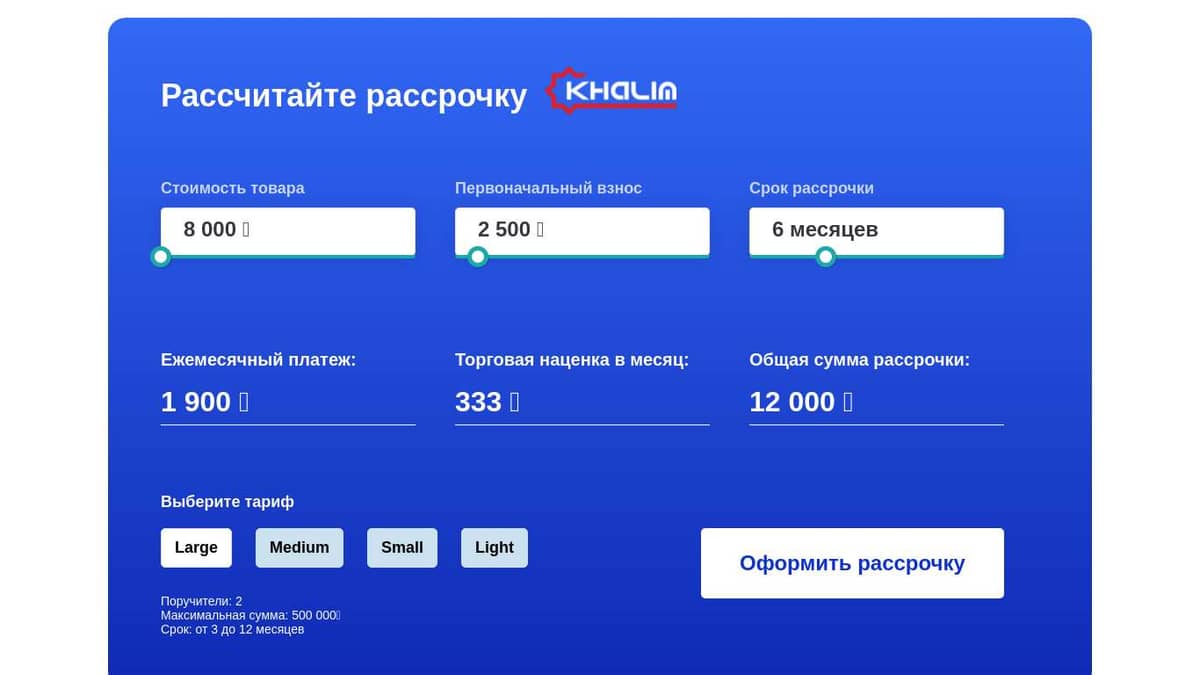 Рассчитайте рассрочку KHALIM
Стоимость товара
Первоначальный взнос
Срок рассрочки
8 000
2 500
6 месяцев
Ежемесячный платеж:
Торговая наценка в месяц:
Общая сумма рассрочки:
1 900
333
12 000
Выберите тариф
Large
Medium
Small
Light
Оформить рассрочку
Поручители: 2
Максимальная сумма: 500 000
Срок: от 3 до 12 месяцев